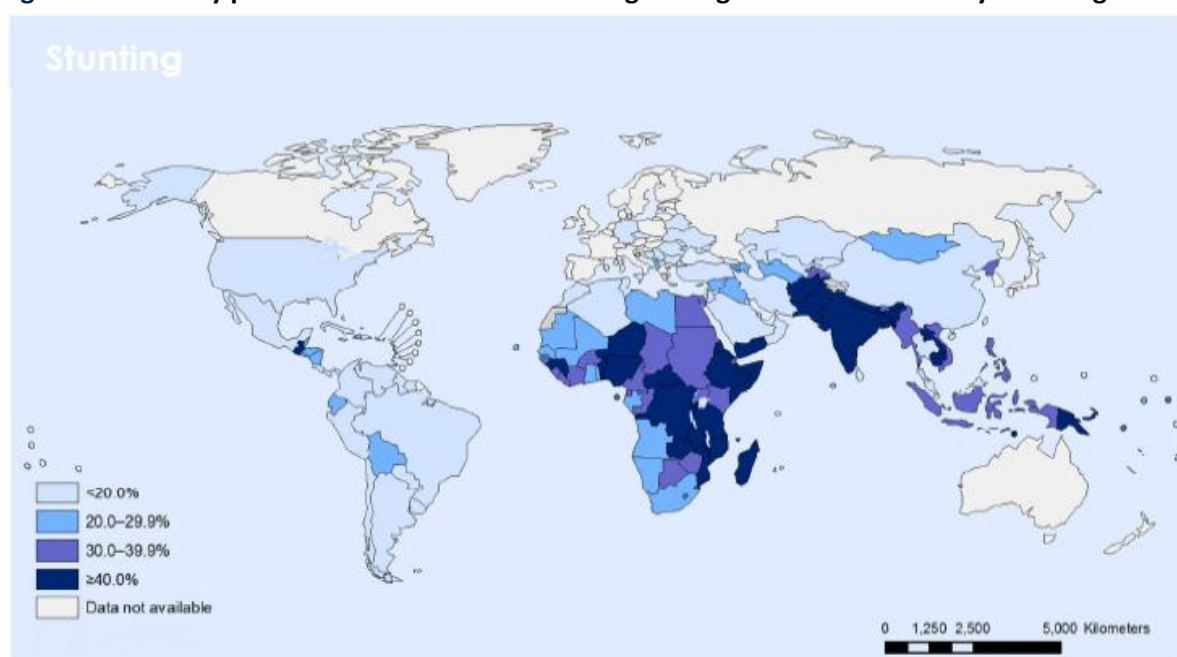 Stunting
<20.0%
20.0–29.9%
30.0–39.9%
≥40.0%
Data not available
0 1,250 2,500 5,000 Kilometers